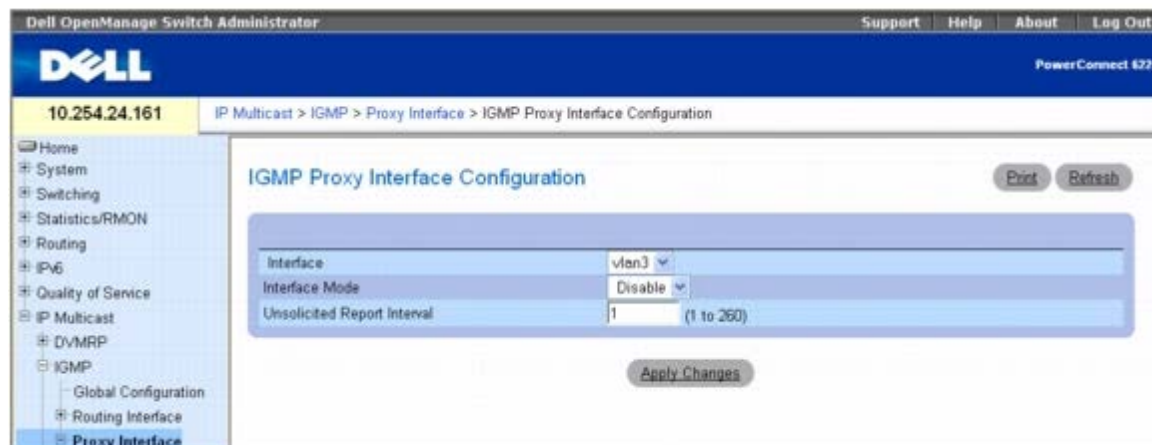 Dell OpenManage Switch Administrator
Support Help About Log Out
DELL
PowerConnect 622
10.254.24.161
IP Multicast > IGMP > Proxy Interface > IGMP Proxy Interface Configuration
Home
System
Switching
Statistics/RMON
Routing
IPv6
Quality of Service
IP Multicast
DVMRP
IGMP
Global Configuration
Routing Interface
Proxy Interface
IGMP Proxy Interface Configuration
Print Refresh
Interface vlan3
Interface Mode Disable
Unsolicited Report Interval 1 (1 to 260)
Apply Changes